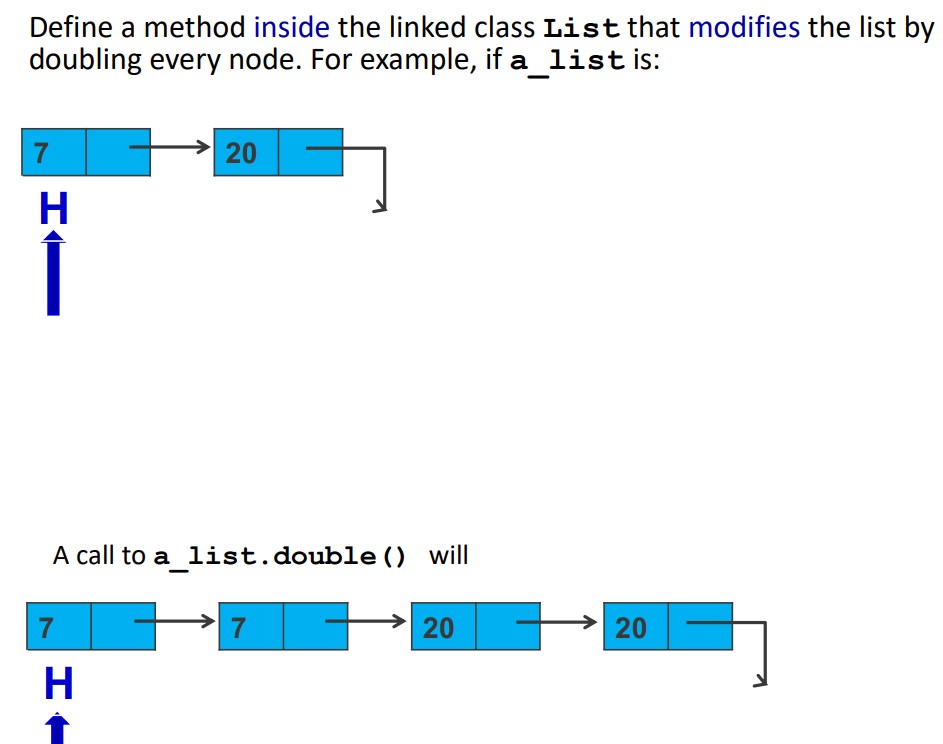 Define a method inside the linked class List that modifies the list by
doubling every node. For example, if a_list is:
7 20
H
A call to a_list.double() will
7 7 20 20
H